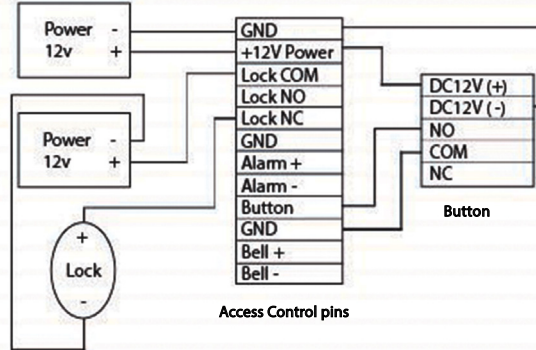 Power -
12v +
Power -
12v +
+
Lock
-
GND
+12V Power
Lock COM
Lock NO
Lock NC
GND
Alarm +
Alarm -
Button
GND
Bell +
Bell -
Access Control pins
DC12V (+)
DC12V (-)
NO
COM
NC
Button